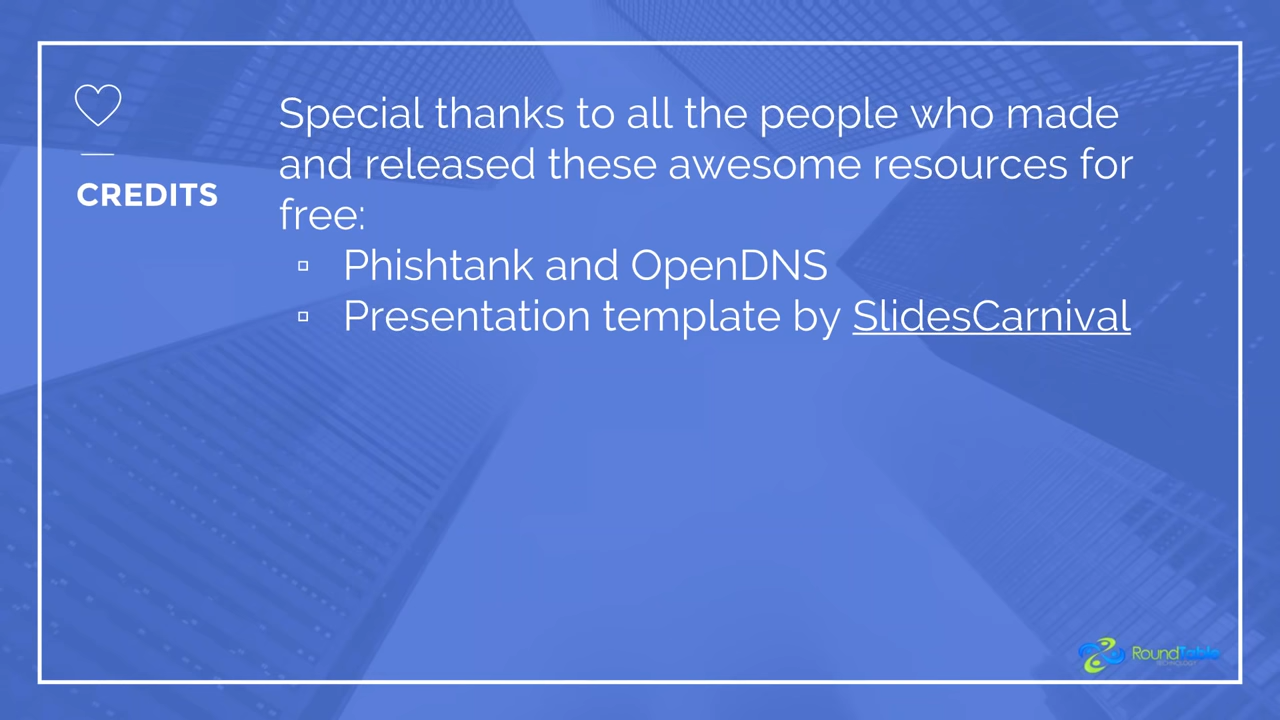 CREDITS
Special thanks to all the people who made
and released these awesome resources for
free:
▫ Phishtank and OpenDNS
▫ Presentation template by SlidesCarnival
RoundTable
TECHNOLOGY